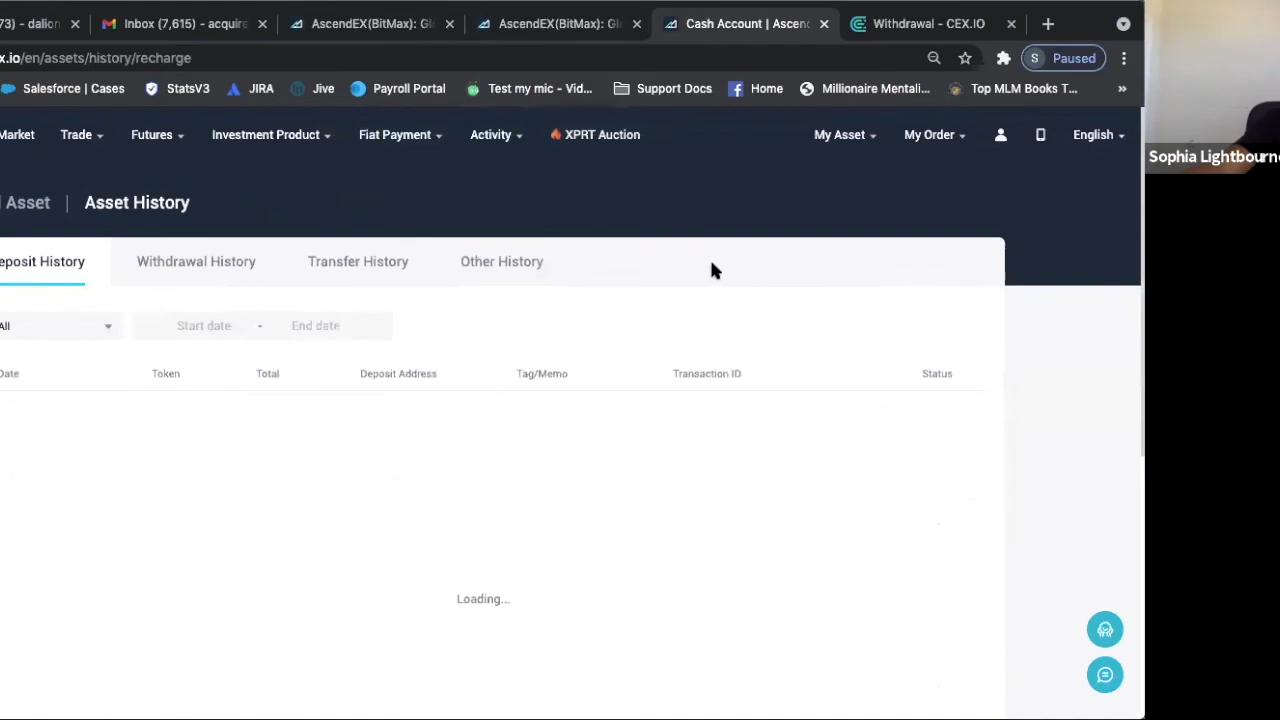 73) - dalion
Inbox (7,615) - acquire
AscendEX(BitMax): Gl
AscendEX(BitMax): Gl
Cash Account | Ascen
Withdrawal - CEX.IO
x.io/en/assets/history/recharge
S Paused
Salesforce | Cases
StatsV3
JIRA
Jive
Payroll Portal
Test my mic - Vid...
Support Docs
Home
Millionaire Mentali...
Top MLM Books T...
»
Market
Trade
Futures
Investment Product
Fiat Payment
Activity
XPRT Auction
My Asset
My Order
English
Sophia Lightbourne
Asset | Asset History
eposit History
Withdrawal History
Transfer History
Other History
All
Start date - End date
Date
Token
Total
Deposit Address
Tag/Memo
Transaction ID
Status
Loading...